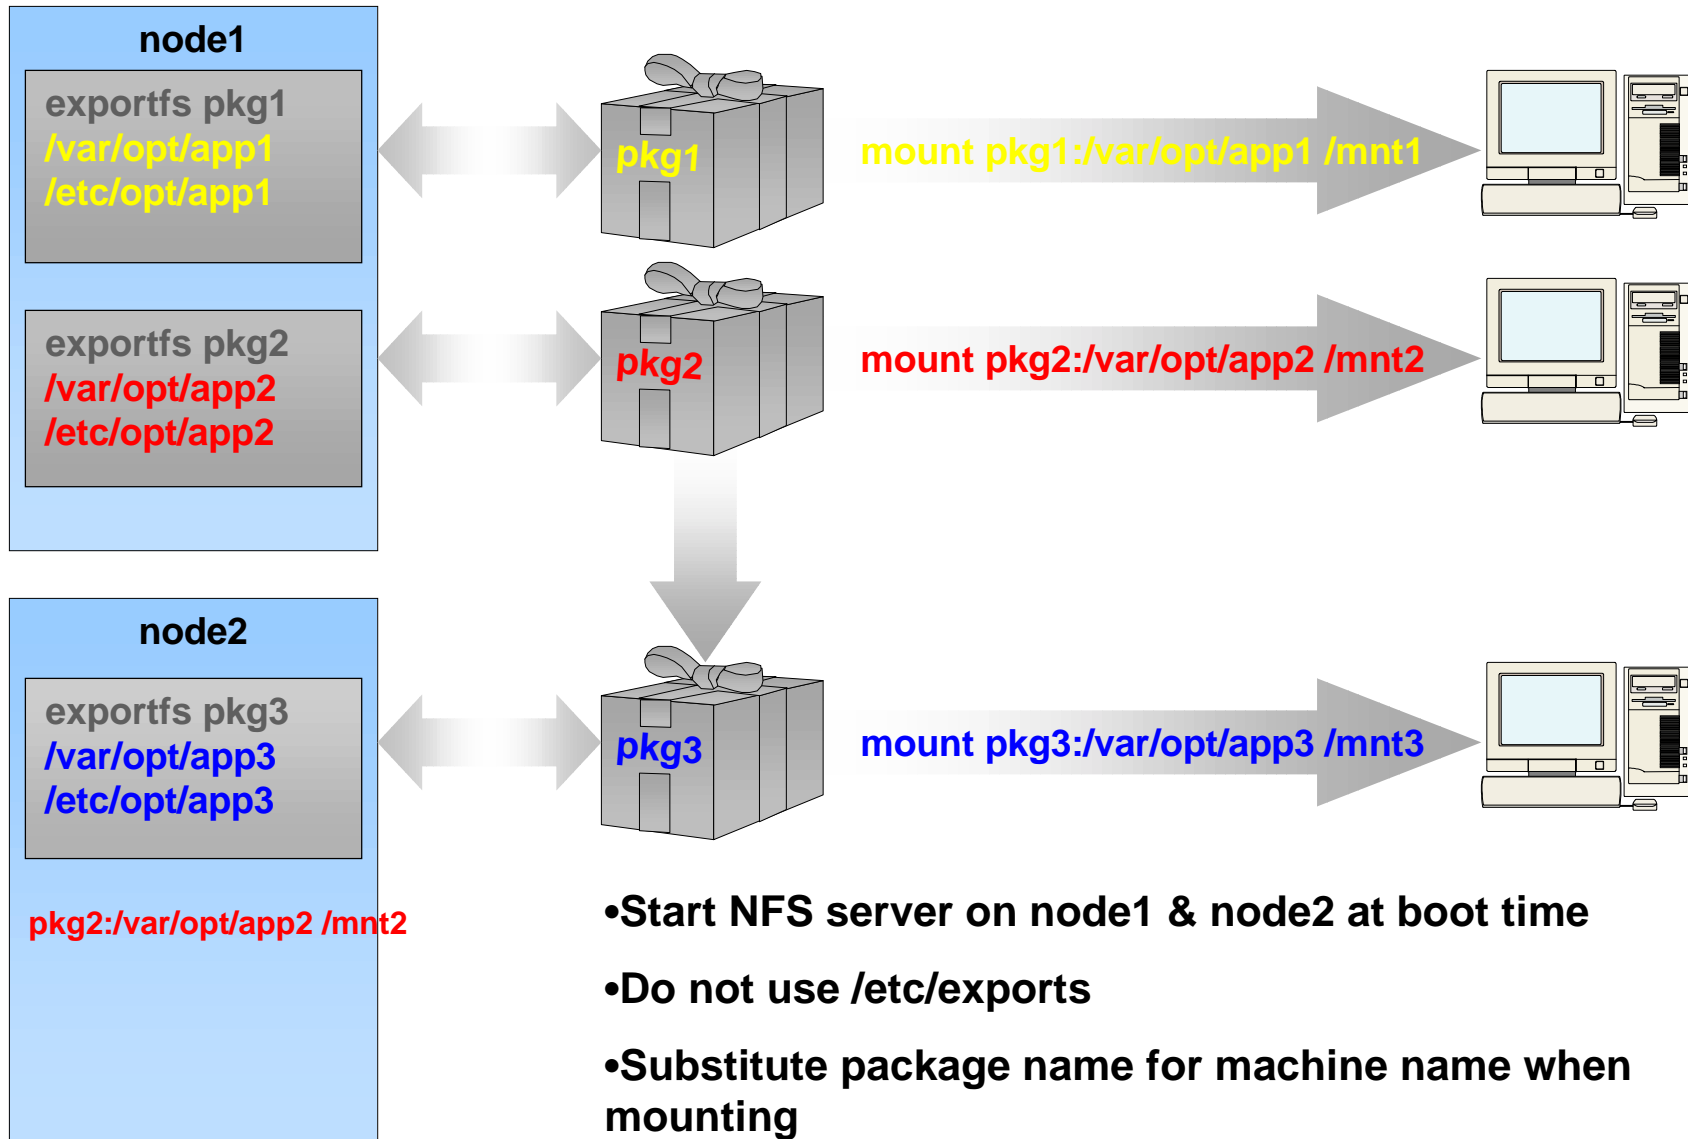 node1
exportfs pkg1
/var/opt/app1
/etc/opt/app1
pkg1
mount pkg1:/var/opt/app1 /mnt1
exportfs pkg2
/var/opt/app2
/etc/opt/app2
pkg2
mount pkg2:/var/opt/app2 /mnt2
node2
exportfs pkg3
/var/opt/app3
/etc/opt/app3
pkg3
mount pkg3:/var/opt/app3 /mnt3
pkg2:/var/opt/app2 /mnt2
•Start NFS server on node1 & node2 at boot time
•Do not use /etc/exports
•Substitute package name for machine name when
mounting